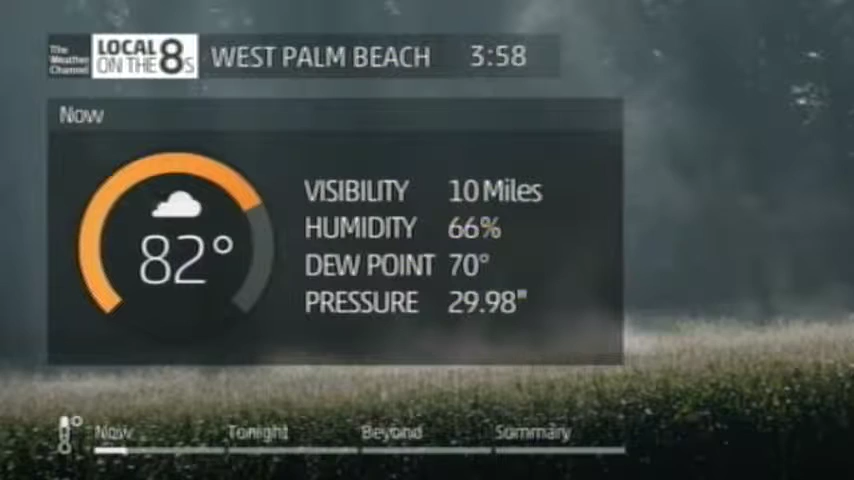 The Weather Channel
LOCAL ON THE 8s
WEST PALM BEACH 3:58
Now
82°
VISIBILITY 10 Miles
HUMIDITY 66%
DEW POINT 70°
PRESSURE 29.98"
Now Tonight Beyond Summary